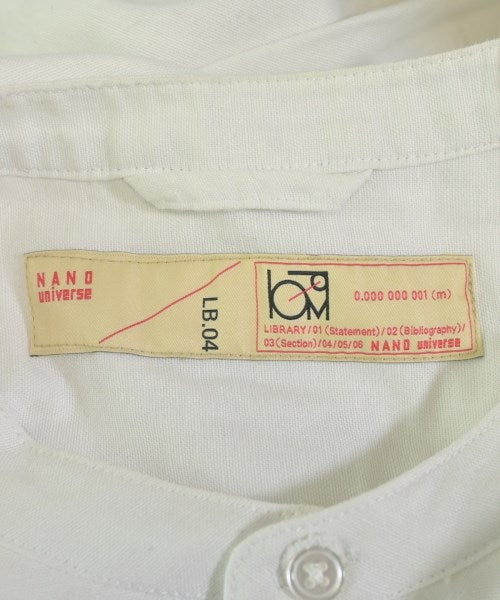 NANO
universe
LB.04
0.000 000 001 (m)
LIBRARY/01 (Statement)/02 (Bibliography)/
03 (Section)/04/05/06 NANO universe